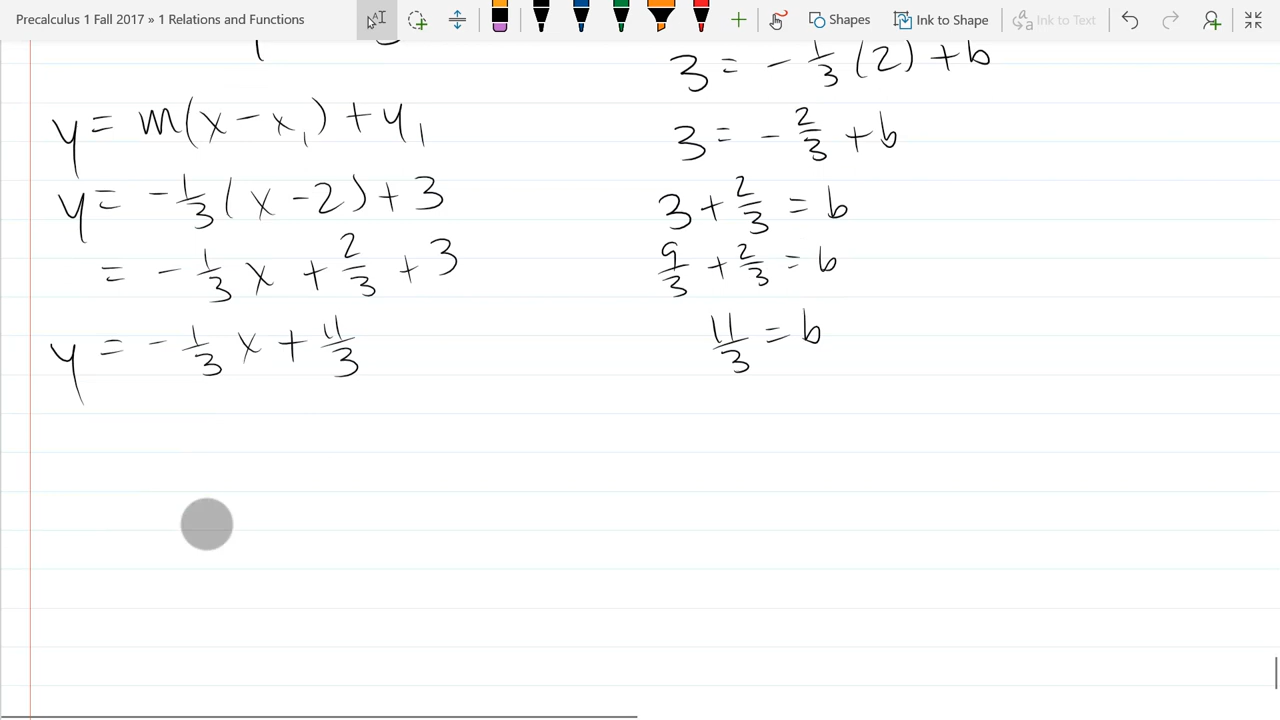 Precalculus 1 Fall 2017 » 1 Relations and Functions
Shapes
Ink to Shape
Ink to Text
y = m(x - x₁) + y₁
y = -1/3(x - 2) + 3
= -1/3 x + 2/3 + 3
y = -1/3 x + 11/3
3 = -1/3(2) + b
3 = -2/3 + b
3 + 2/3 = b
9/3 + 2/3 = b
11/3 = b